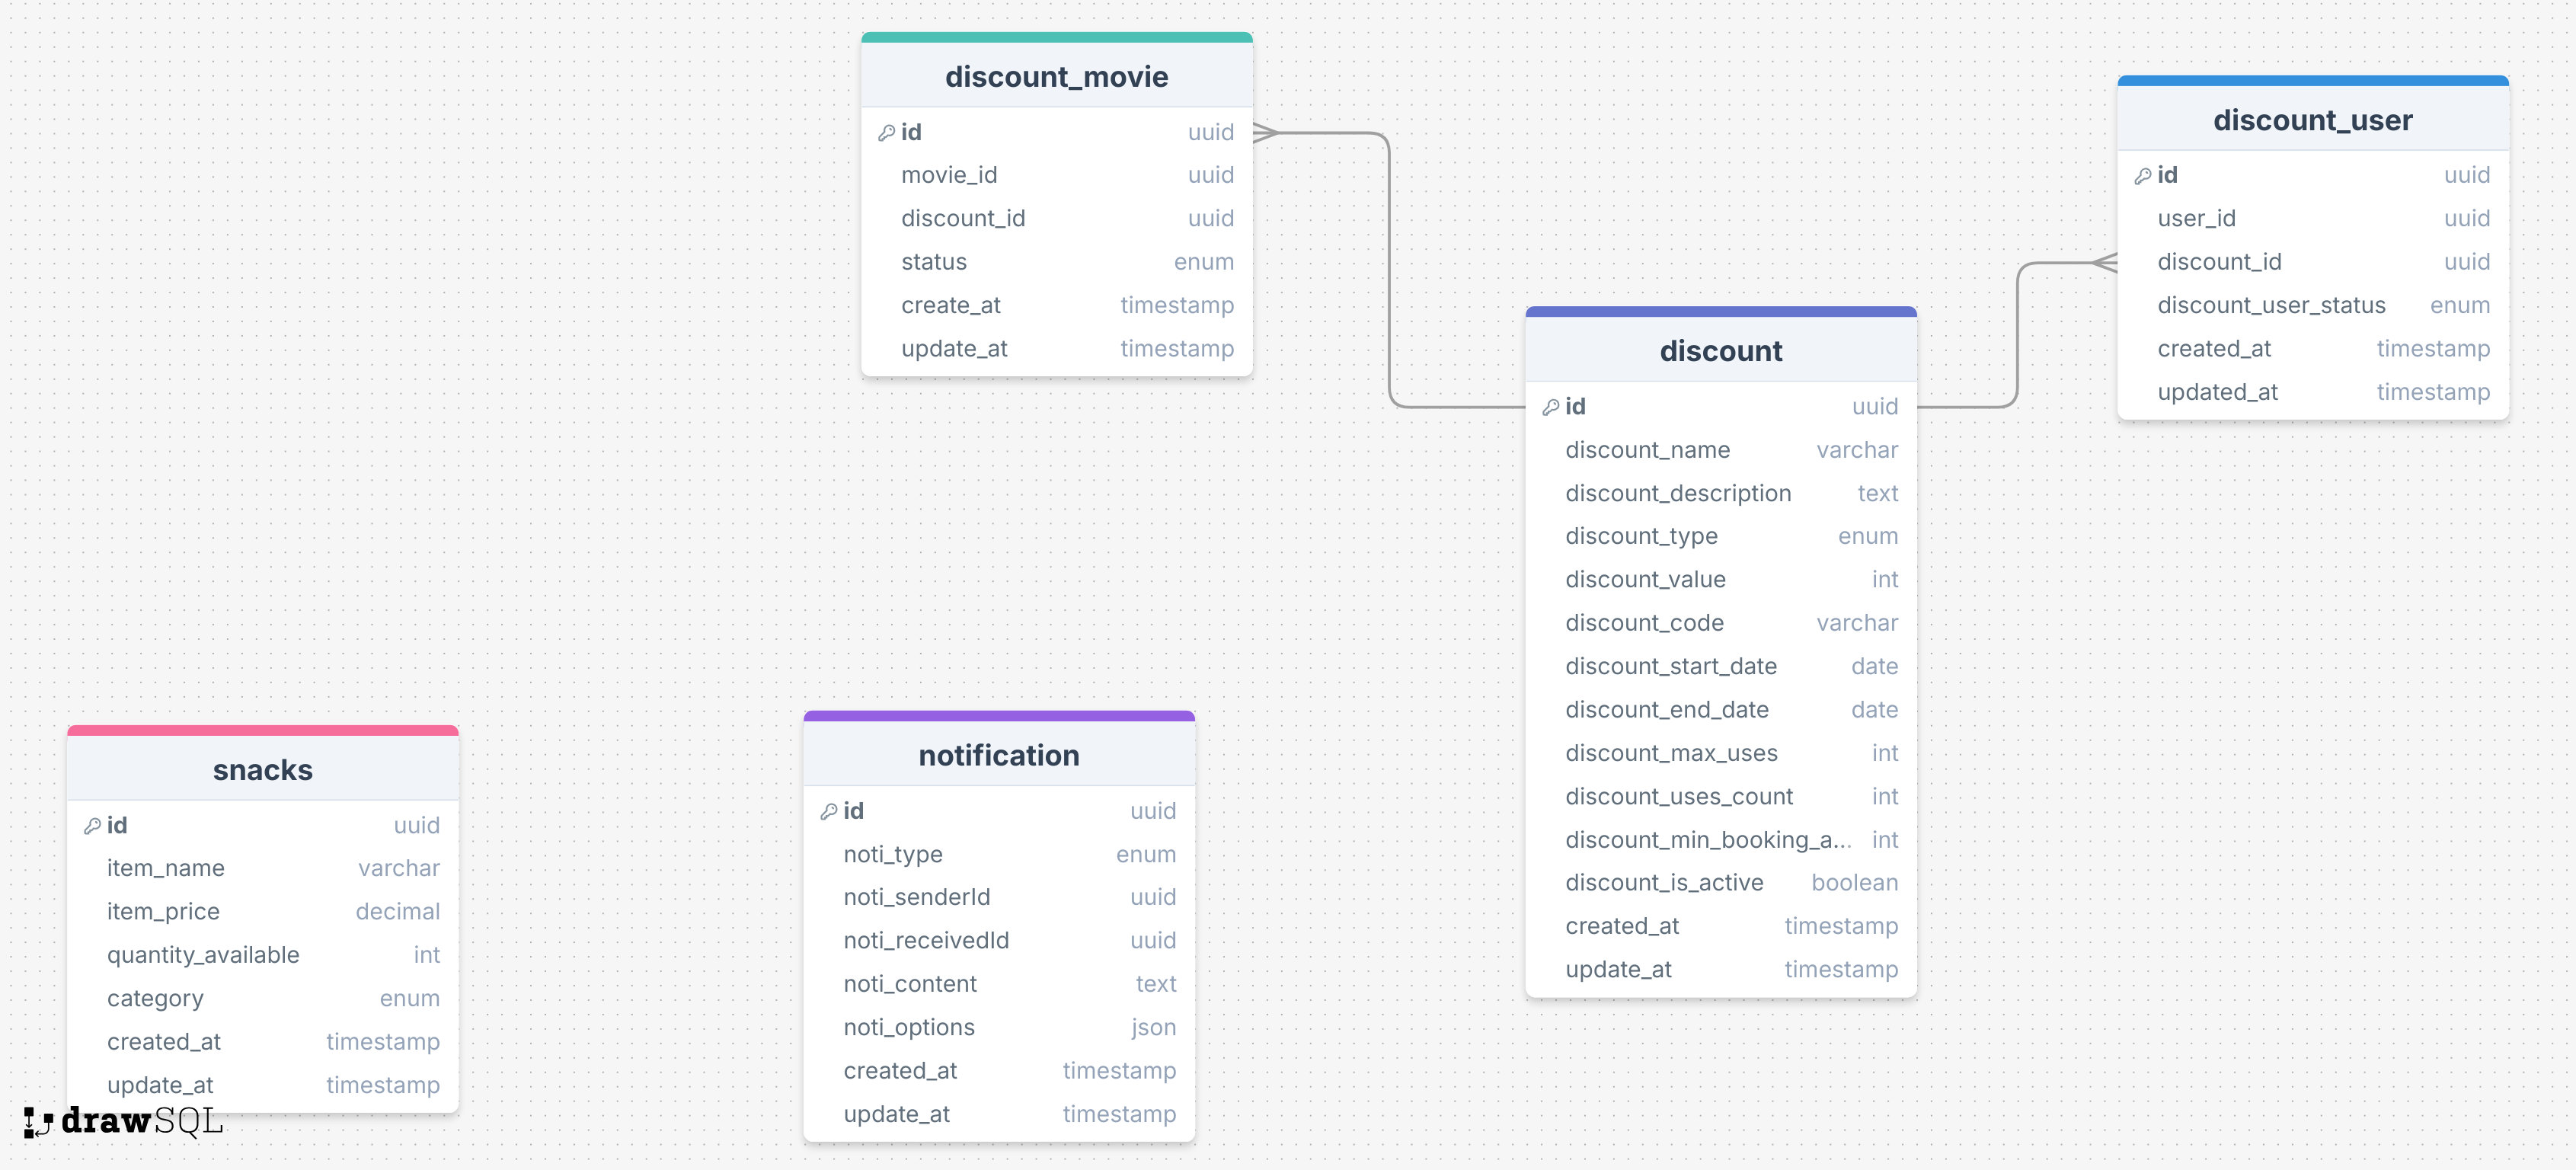 discount_movie
id uuid
movie_id uuid
discount_id uuid
status enum
create_at timestamp
update_at timestamp
discount_user
id uuid
user_id uuid
discount_id uuid
discount_user_status enum
created_at timestamp
updated_at timestamp
discount
id uuid
discount_name varchar
discount_description text
discount_type enum
discount_value int
discount_code varchar
discount_start_date date
discount_end_date date
discount_max_uses int
discount_uses_count int
discount_min_booking_a... int
discount_is_active boolean
created_at timestamp
update_at timestamp
snacks
id uuid
item_name varchar
item_price decimal
quantity_available int
category enum
created_at timestamp
update_at timestamp
notification
id uuid
noti_type enum
noti_senderId uuid
noti_receivedId uuid
noti_content text
noti_options json
created_at timestamp
update_at timestamp
drawSQL